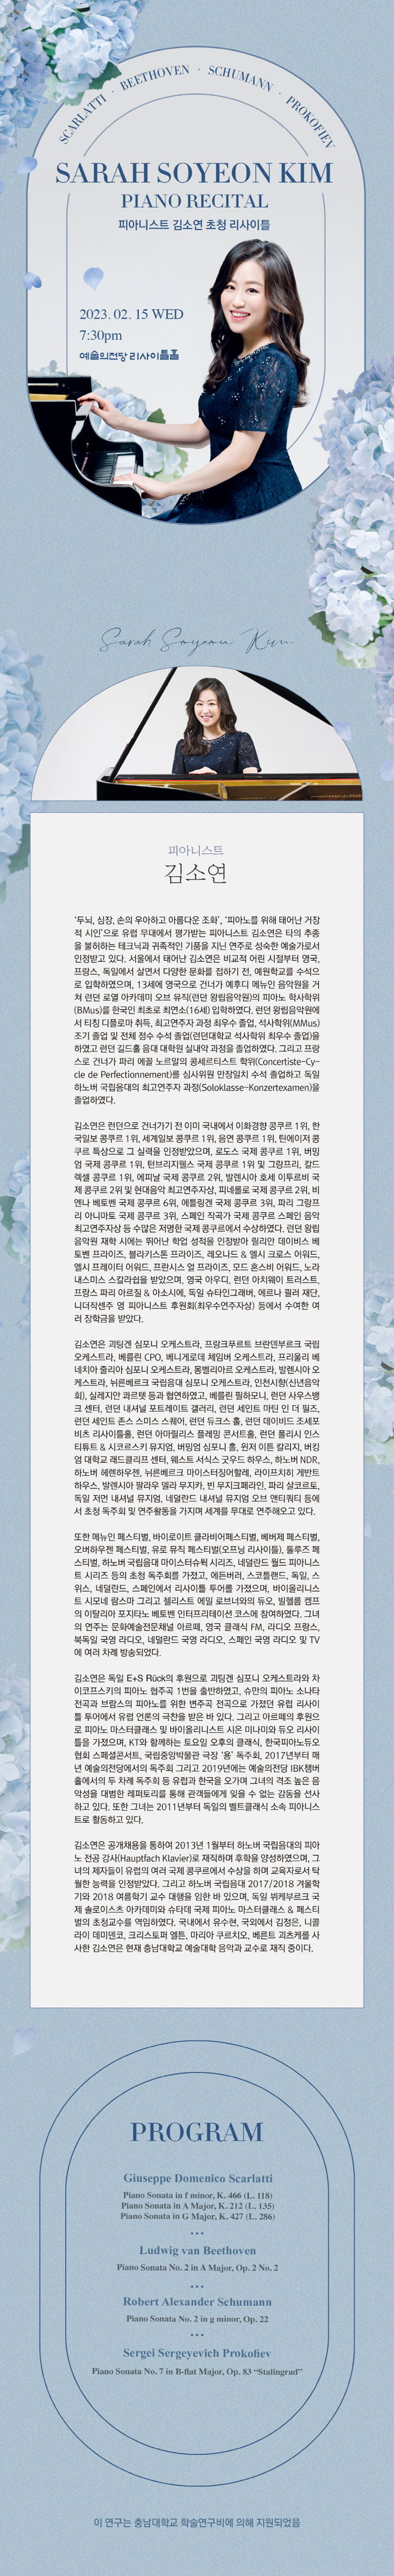 SCARLATTI · BEETHOVEN · SCHUMANN · PROKOFIEV
SARAH SOYEON KIM
PIANO RECITAL
피아니스트 김소연 초청 리사이틀
2023. 02. 15 WED
7:30pm
예술의전당 리사이틀홀
Sarah Soyeon Kim
피아니스트
김소연
'두뇌, 심장, 손의 우아하고 아름다운 조화', '피아노를 위해 태어난 거장
적 시인'으로 유럽 무대에서 평가받는 피아니스트 김소연은 타의 추종
을 불허하는 테크닉과 귀족적인 기품을 지닌 연주로 성숙한 예술가로서
인정받고 있다. 서울에서 태어난 김소연은 비교적 어린 시절부터 영국,
프랑스, 독일에서 살면서 다양한 문화를 접하기 전, 예원학교를 수석으
로 입학하였으며, 13세에 영국으로 건너가 예후디 메뉴인 음악원을 거
쳐 런던 로열 아카데미 오브 뮤직(런던 왕립음악원)의 피아노 학사학위
(BMus)를 한국인 최초로 최연소(16세) 입학하였다. 런던 왕립음악원에
서 티칭 디플로마 취득, 최고연주자 과정 최우수 졸업, 석사학위(MMus)
조기 졸업 및 전체 점수 수석 졸업(런던대학교 석사학위 최우수 졸업)을
하였고 런던 길드홀 음대 대학원 실내악 과정을 졸업하였다. 그리고 프랑
스로 건너가 파리 에꼴 노르말의 콩세르티스트 학위(Concertiste-Cy-
cle de Perfectionnement)를 심사위원 만장일치 수석 졸업하고 독일
하노버 국립음대의 최고연주자 과정(Soloklasse-Konzertexamen)을
졸업하였다.
김소연은 런던으로 건너가기 전 이미 국내에서 이화경향 콩쿠르 1위, 한
국일보 콩쿠르 1위, 세계일보 콩쿠르 1위, 음연 콩쿠르 1위, 틴에이저 콩
쿠르 특상으로 그 실력을 인정받았으며, 로도스 국제 콩쿠르 1위, 버밍
엄 국제 콩쿠르 1위, 턴브리지웰스 국제 콩쿠르 1위 및 그랑프리, 칼드
렉셀 콩쿠르 1위, 에피날 국제 콩쿠르 2위, 발렌시아 호세 이투르비 국
제 콩쿠르 2위 및 현대음악 최고연주자상, 피네롤로 국제 콩쿠르 2위, 비
엔나 베토벤 국제 콩쿠르 6위, 에틀링겐 국제 콩쿠르 3위, 파리 그랑프
리 아니마토 국제 콩쿠르 3위, 스페인 작곡가 국제 콩쿠르 스페인 음악
최고연주자상 등 수많은 저명한 국제 콩쿠르에서 수상하였다. 런던 왕립
음악원 재학 시에는 뛰어난 학업 성적을 인정받아 릴리안 데이비스 베
토벤 프라이즈, 블라키스톤 프라이즈, 레오나드 & 엘시 크로스 어워드,
엘시 프레이터 어워드, 프란시스 얼 프라이즈, 모드 혼스비 어워드, 노라
내스미스 스칼라쉽을 받았으며, 영국 아우디, 런던 야치웨이 트러스트,
프랑스 파리 아르질 & 아소시에, 독일 슈타인그래버, 에르나 필러 재단,
니더작센주 영 피아니스트 후원회(최우수연주자상) 등에서 수여한 여
러 장학금을 받았다.
김소연은 괴팅겐 심포니 오케스트라, 프랑크푸르트 브란덴부르크 국립
오케스트라, 베를린 CPO, 베니게로데 체임버 오케스트라, 프리울리 베
네치아 줄리아 심포니 오케스트라, 몽펠리아르 오케스트라, 발렌시아 오
케스트라, 뉘른베르크 국립음대 심포니 오케스트라, 인천시향(신년음악
회), 실레지안 콰르텟 등과 협연하였고, 베를린 필하모니, 런던 사우스뱅
크 센터, 런던 내셔널 포트레이트 갤러리, 런던 세인트 마틴 인 더 필즈,
런던 세인트 존스 스미스 스퀘어, 런던 듀크스 홀, 런던 데이비드 조세포
비츠 리사이틀홀, 런던 아마릴리스 플레밍 콘서트홀, 런던 폴리시 인스
티튜트 & 시코르스키 뮤지엄, 버밍엄 심포니 홀, 윈저 이튼 칼리지, 버킹
엄 대학교 래드클리프 센터, 웨스트 서식스 굿우드 하우스, 하노버 NDR,
하노버 헤렌하우젠, 뉘른베르크 마이스터징어할레, 라이프치히 게반트
하우스, 발렌시아 팔라우 엘라 무지카, 빈 무지크페라인, 파리 살코르토,
독일 저먼 내셔널 뮤지엄, 네덜란드 내셔널 뮤지엄 오브 앤티쿼티 등에
서 초청 독주회 및 연주활동을 가지며 세계를 무대로 연주해오고 있다.
또한 메뉴인 페스티벌, 바이로이트 클라비어페스티벌, 베버제 페스티벌,
오버하우젠 페스티벌, 유로 뮤직 페스티벌(오프닝 리사이틀), 툴루즈 페
스티벌, 하노버 국립음대 마이스터슈튁 시리즈, 네덜란드 월드 피아니스
트 시리즈 등의 초청 독주회를 가졌고, 에든버러, 스코틀랜드, 독일, 스
위스, 네덜란드, 스페인에서 리사이틀 투어를 가졌으며, 바이올리니스
트 시모네 람스마 그리고 첼리스트 에밀 로브너와의 듀오, 빌헬름 켐프
의 이탈리아 포지타노 베토벤 인터프리테이션 코스에 참여하였다. 그녀
의 연주는 문화예술전문채널 아르떼, 영국 클래식 FM, 라디오 프랑스,
북독일 국영 라디오, 네덜란드 국영 라디오, 스페인 국영 라디오 및 TV
에 여러 차례 방송되었다.
김소연은 독일 E+S Rück의 후원으로 괴팅겐 심포니 오케스트라와 차
이코프스키의 피아노 협주곡 1번을 출반하였고, 슈만의 피아노 소나타
전곡과 브람스의 피아노를 위한 변주곡 전곡으로 가졌던 유럽 리사이
틀 투어에서 유럽 언론의 극찬을 받은 바 있다. 그리고 아르떼의 후원으
로 피아노 마스터클래스 및 바이올리니스트 시몬 미나미와 듀오 리사이
틀을 가졌으며, KT와 함께하는 토요일 오후의 클래식, 한국피아노듀오
협회 스페셜콘서트, 국립중앙박물관 극장 '용' 독주회, 2017년부터 매
년 예술의전당에서의 독주회 그리고 2019년에는 예술의전당 IBK챔버
홀에서의 두 차례 독주회 등 유럽과 한국을 오가며 그녀의 격조 높은 음
악성을 대범한 레퍼토리를 통해 관객들에게 잊을 수 없는 감동을 선사
하고 있다. 또한 그녀는 2011년부터 독일의 벨트클래식 소속 피아니스
트로 활동하고 있다.
김소연은 공개채용을 통하여 2013년 1월부터 하노버 국립음대의 피아
노 전공 강사(Hauptfach Klavier)로 재직하며 후학을 양성하였으며, 그
녀의 제자들이 유럽의 여러 국제 콩쿠르에서 수상을 하며 교육자로서 탁
월한 능력을 인정받았다. 그리고 하노버 국립음대 2017/2018 겨울학
기와 2018 여름학기 교수 대행을 임한 바 있으며, 독일 뷔케부르크 국
제 솔로이스츠 아카데미와 슈타데 국제 피아노 마스터클래스 & 페스티
벌의 초청교수를 역임하였다. 국내에서 유수현, 국외에서 김정은, 니콜
라이 데미덴코, 크리스토퍼 엘튼, 마리아 쿠르치오, 베른트 괴츠케를 사
사한 김소연은 현재 충남대학교 예술대학 음악과 교수로 재직 중이다.
PROGRAM
Giuseppe Domenico Scarlatti
Piano Sonata in f minor, K. 466 (L. 118)
Piano Sonata in A Major, K. 212 (L. 135)
Piano Sonata in G Major, K. 427 (L. 286)
Ludwig van Beethoven
Piano Sonata No. 2 in A Major, Op. 2 No. 2
Robert Alexander Schumann
Piano Sonata No. 2 in g minor, Op. 22
Sergei Sergeyevich Prokofiev
Piano Sonata No. 7 in B-flat Major, Op. 83 “Stalingrad”
이 연구는 충남대학교 학술연구비에 의해 지원되었음